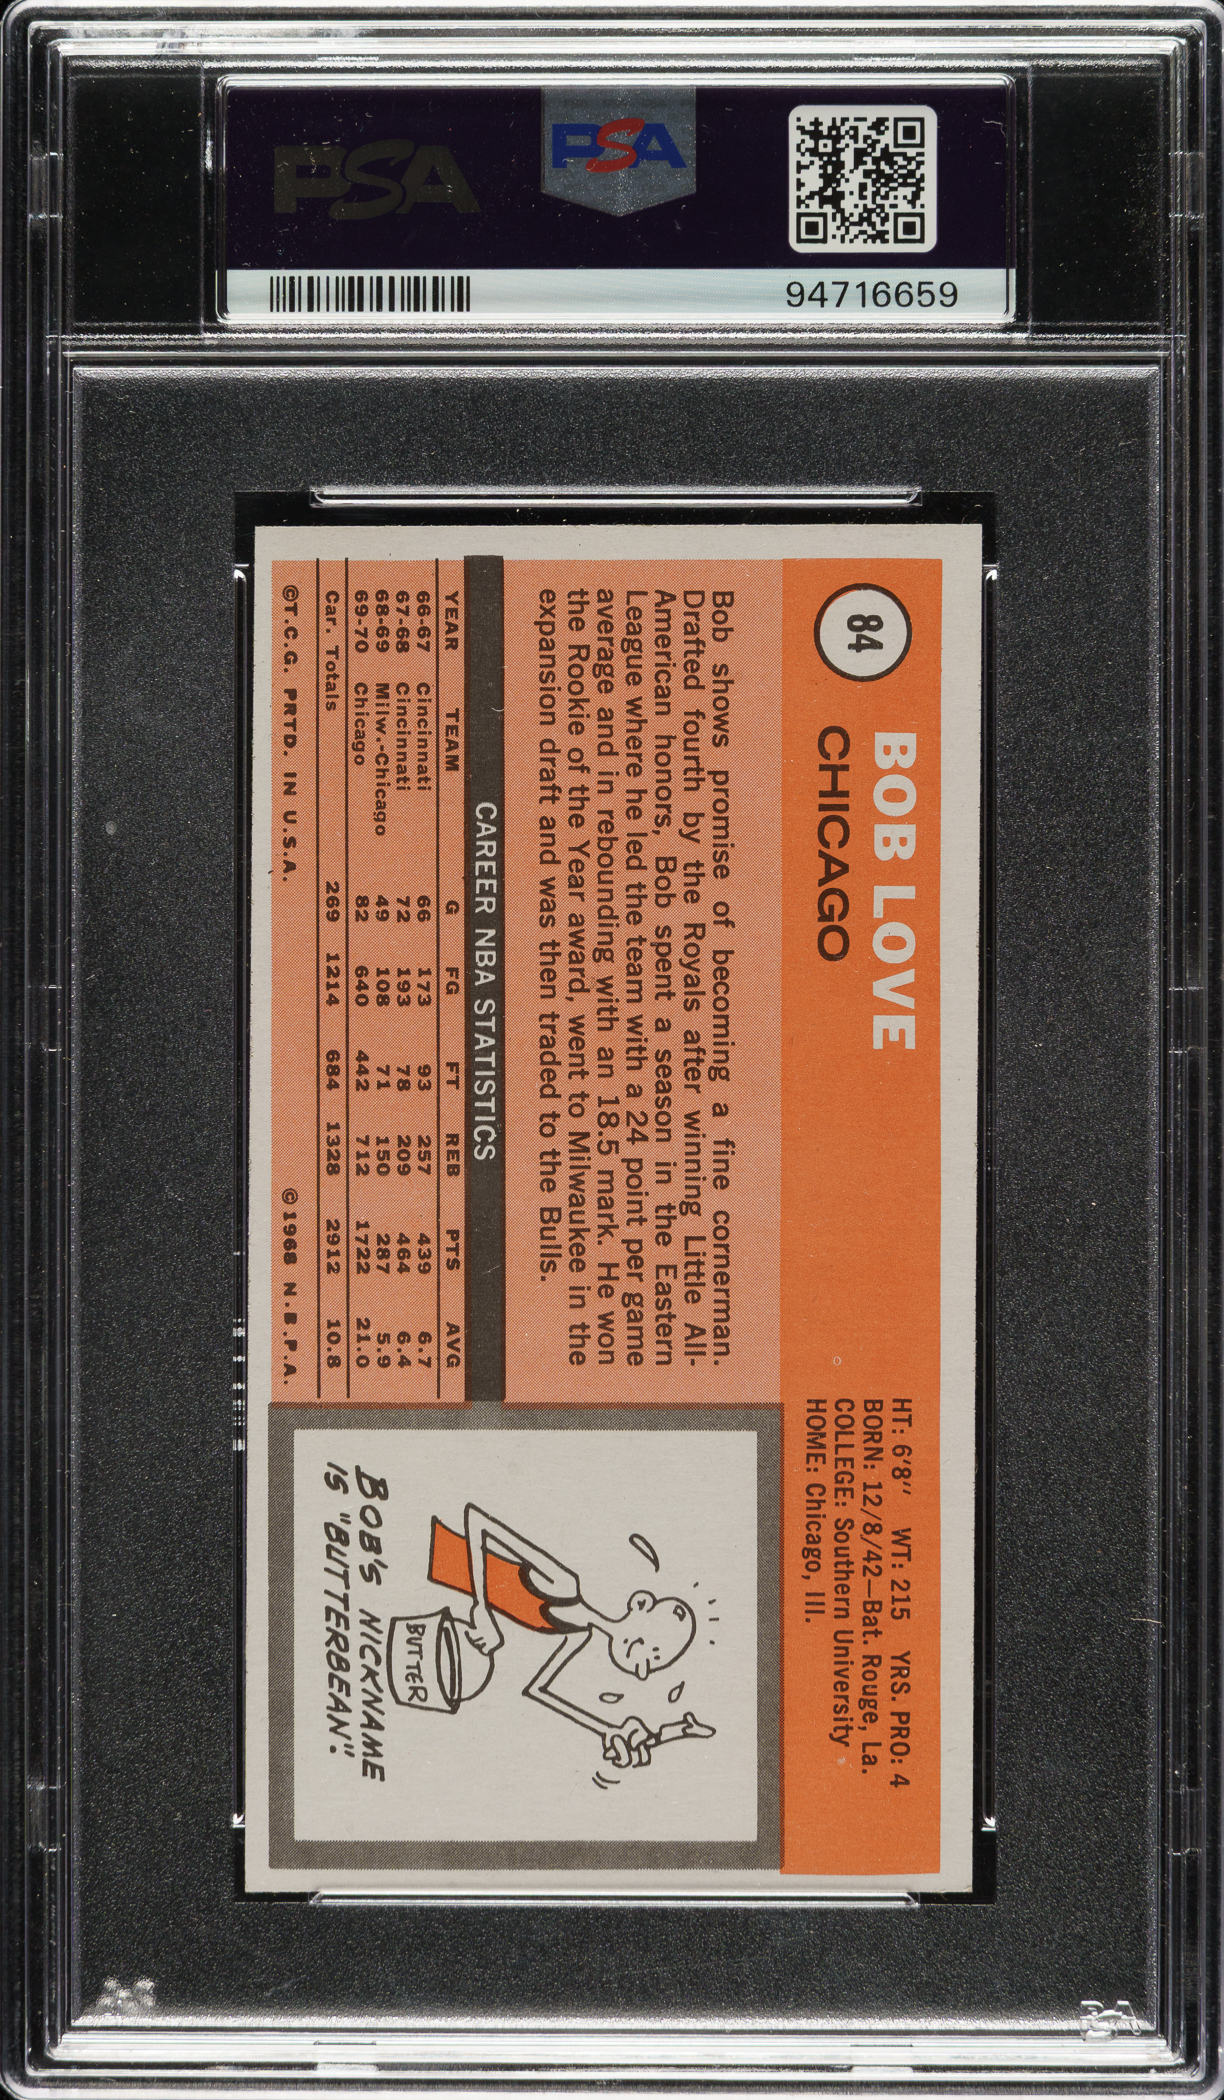 PSA
PSA
94716659
84
BOB LOVE
CHICAGO
HT: 6'8" WT: 215 YRS. PRO: 4
BORN: 12/8/42—Bat. Rouge, La.
COLLEGE: Southern University
HOME: Chicago, Ill.
Bob shows promise of becoming a fine cornerman.
Drafted fourth by the Royals after winning Little All-
American honors, Bob spent a season in the Eastern
League where he led the team with a 24 point per game
average and in rebounding with an 18.5 mark. He won
the Rookie of the Year award, went to Milwaukee in the
expansion draft and was then traded to the Bulls.
CAREER NBA STATISTICS
YEAR TEAM G FG FT REB PTS AVG
66-67 Cincinnati 66 173 93 257 439 6.7
67-68 Cincinnati 72 193 78 209 464 6.4
68-69 Milw.-Chicago 49 108 71 150 287 5.9
69-70 Chicago 82 640 442 712 1722 21.0
Car. Totals 269 1214 684 1328 2912 10.8
©T.C.G. PRTD. IN U.S.A. ©1968 N.B.P.A.
BUTTER
BOB'S NICKNAME
IS "BUTTERBEAN".
PSA